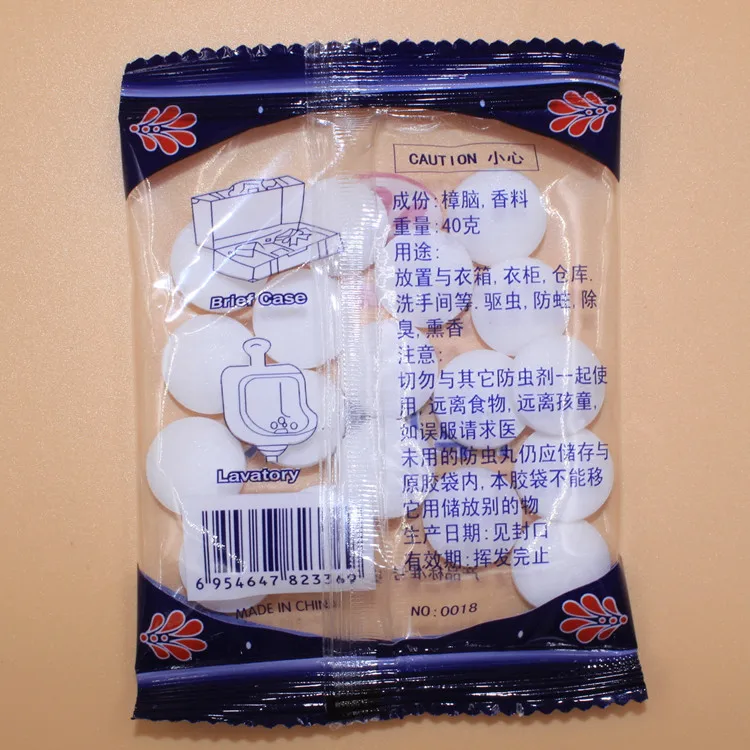 CAUTION 小心
成份:樟脑,香料
重量:40克
用途:
放置与衣箱,衣柜,仓库.
洗手间等.驱虫,防蛀,除
臭,熏香
注意:
切勿与其它防虫剂一起使
用,远离食物,远离孩童,
如误服请求医
未用的防虫丸仍应储存与
原胶袋内,本胶袋不能移
它用储放别的物
生产日期:见封口
有效期:挥发完止
NO:0018
Brief Case
Lavatory
6 954647 823369
MADE IN CHINA